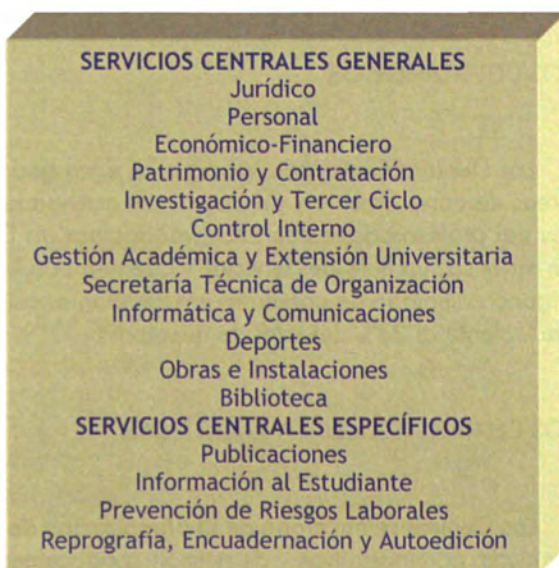 SERVICIOS CENTRALES GENERALES
Jurídico
Personal
Económico-Financiero
Patrimonio y Contratación
Investigación y Tercer Ciclo
Control Interno
Gestión Académica y Extensión Universitaria
Secretaría Técnica de Organización
Informática y Comunicaciones
Deportes
Obras e Instalaciones
Biblioteca
SERVICIOS CENTRALES ESPECÍFICOS
Publicaciones
Información al Estudiante
Prevención de Riesgos Laborales
Reprografía, Encuadernación y Autoedición